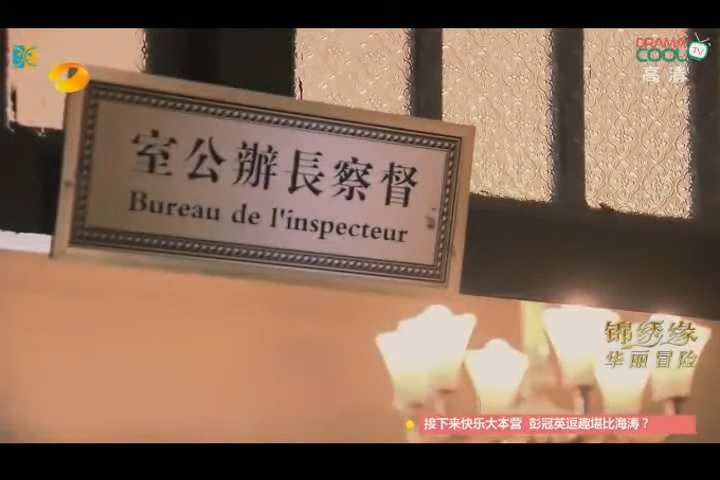 DRAMA
COOL TV
高清
室公辦長察督
Bureau de l'inspecteur
锦绣缘
华丽冒险
接下来快乐大本营 彭冠英逗趣堪比海涛？